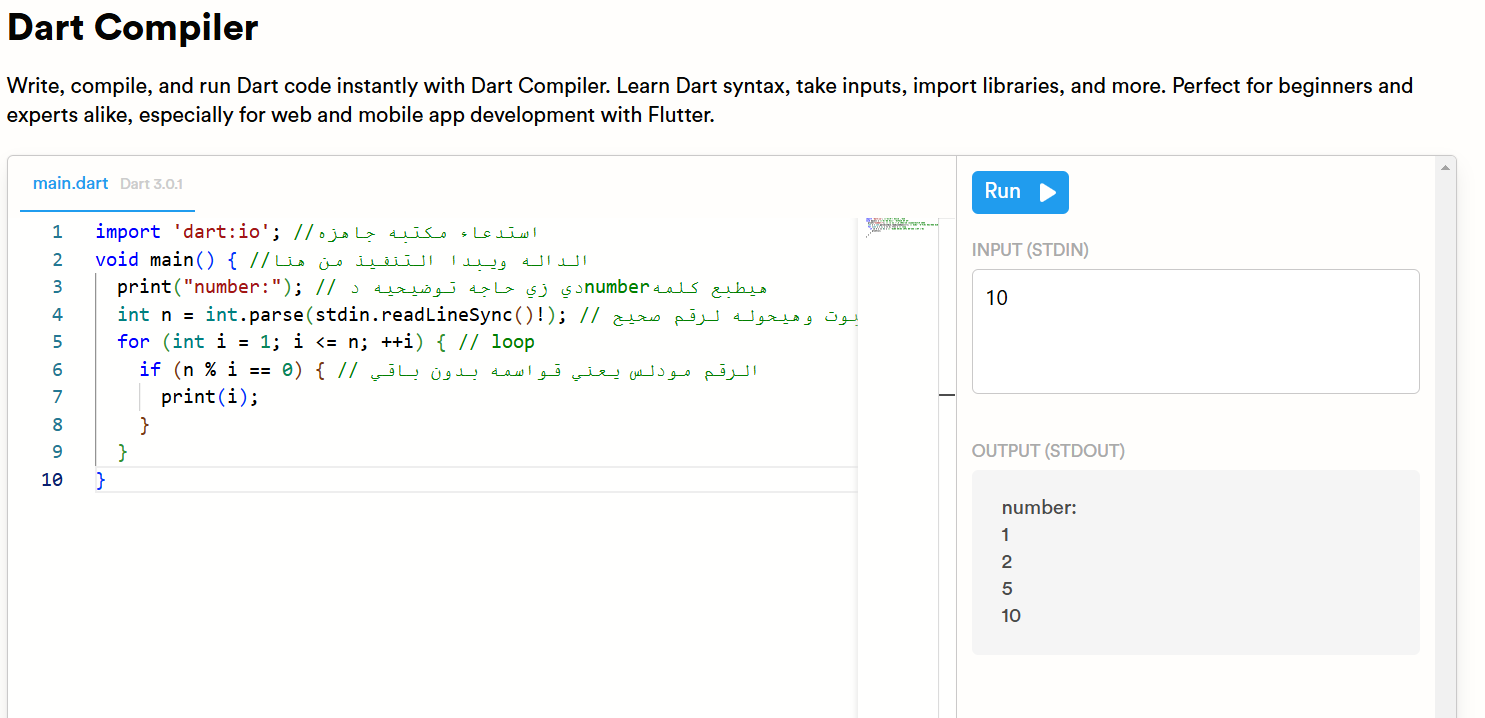 Dart Compiler
Write, compile, and run Dart code instantly with Dart Compiler. Learn Dart syntax, take inputs, import libraries, and more. Perfect for beginners and
experts alike, especially for web and mobile app development with Flutter.
main.dart Dart 3.0.1
1 import 'dart:io'; //استدعاء مكتبه جاهزه
2 void main() { //الداله ويبدا التنفيذ من هنا
3 print("number:"); // هيطبع كلمهnumberدي زي حاجه توضيحيه د
4 int n = int.parse(stdin.readLineSync()!); // وهيحوله لرقم صحيح
5 for (int i = 1; i <= n; ++i) { // loop
6 if (n % i == 0) { // الرقم مودلس يعني قواسمه بدون باقي
7 print(i);
8 }
9 }
10 }
Run
INPUT (STDIN)
10
OUTPUT (STDOUT)
number:
1
2
5
10